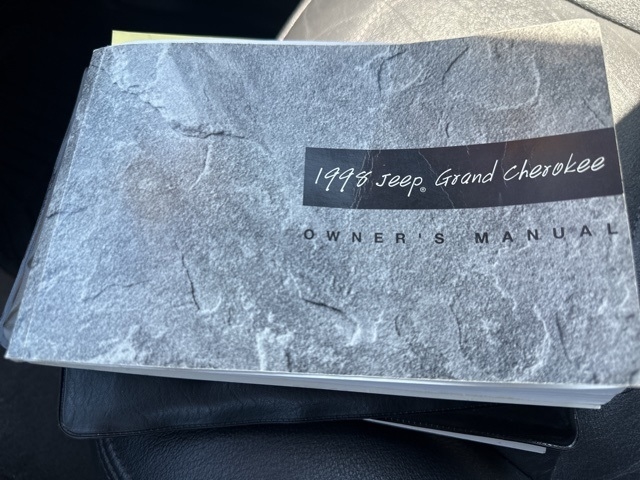 1998 Jeep® Grand Cherokee
OWNER'S MANUAL